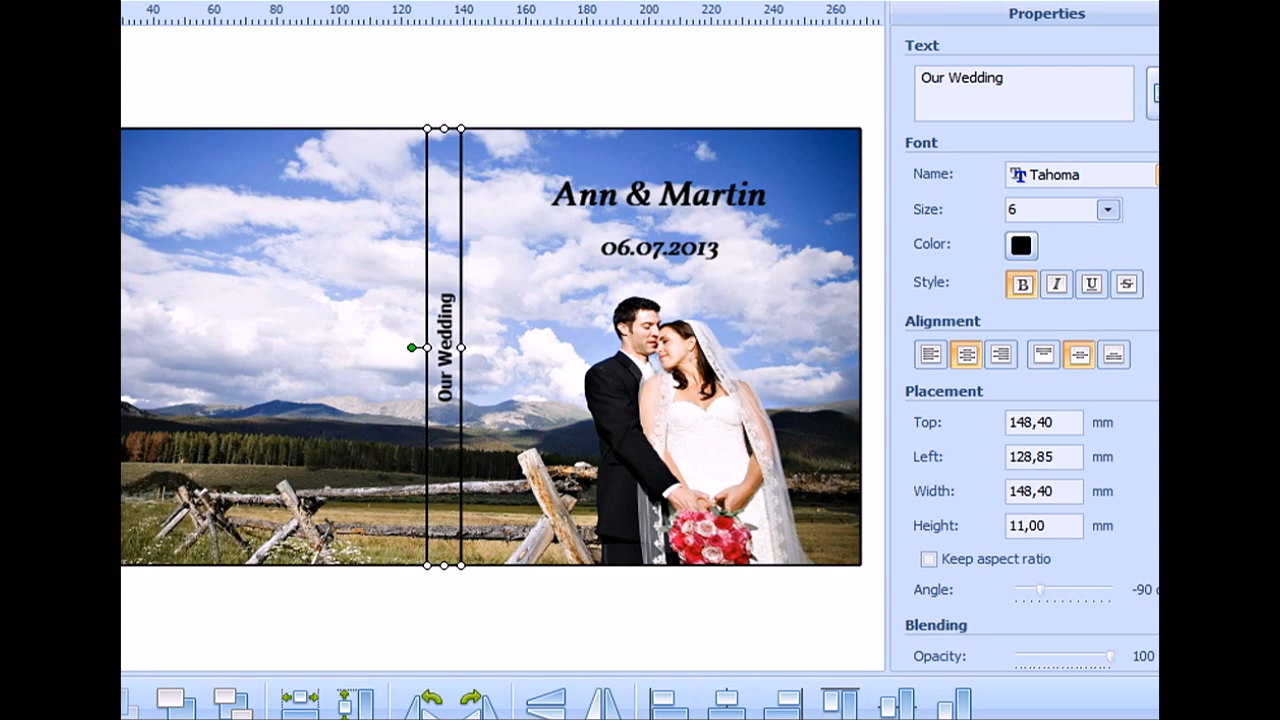 40 60 80 100 120 140 160 180 200 220 240 260
Properties
Text
Our Wedding
Font
Name: Tahoma
Size: 6
Color:
Style: B I U S
Alignment
Placement
Top: 148,40 mm
Left: 128,85 mm
Width: 148,40 mm
Height: 11,00 mm
Keep aspect ratio
Angle: -90
Blending
Opacity: 100
Ann & Martin
06.07.2013
Our Wedding